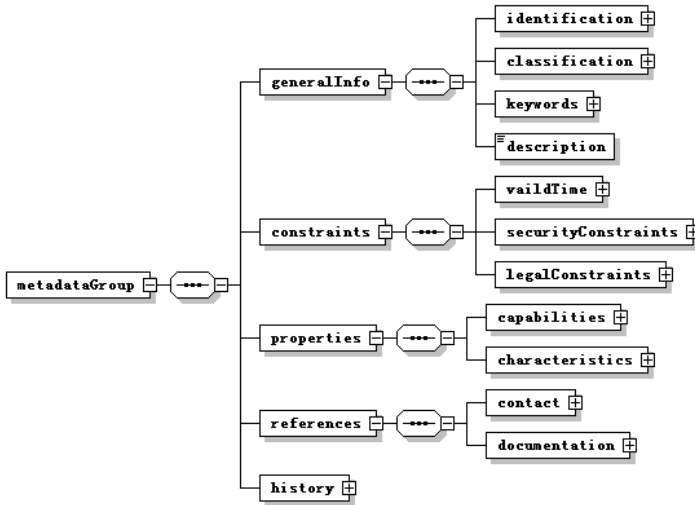 identification
classification
generalInfo
keywords
description
vaildTime
constraints
securityConstraints
legalConstraints
metadataGroup
capabilities
properties
characteristics
contact
references
documentation
history